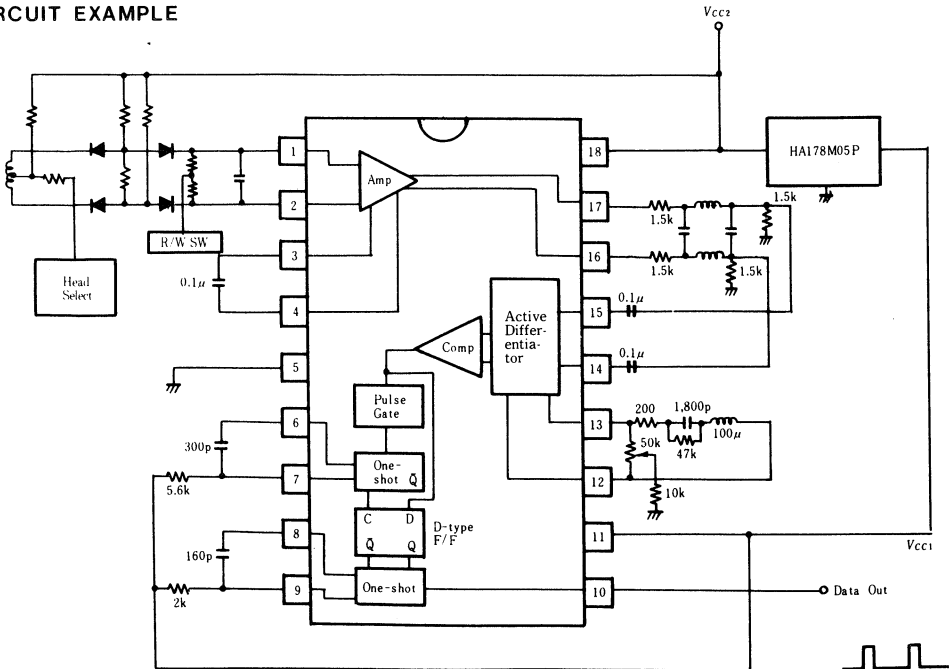 RCUIT EXAMPLE
VCC2
HA178M05P
1
2
3
4
5
6
7
8
9
18
17
16
15
14
13
12
11
10
Amp
R/W SW
Head
Select
0.1μ
1.5k
1.5k
1.5k
1.5k
0.1μ
0.1μ
Active
Differ-
entia-
tor
Comp
Pulse
Gate
One-
shot Q̄
C D
Q̄ Q
D-type
F/F
One-shot
300p
5.6k
160p
2k
200
1,800p
100μ
50k
47k
10k
VCC1
Data Out